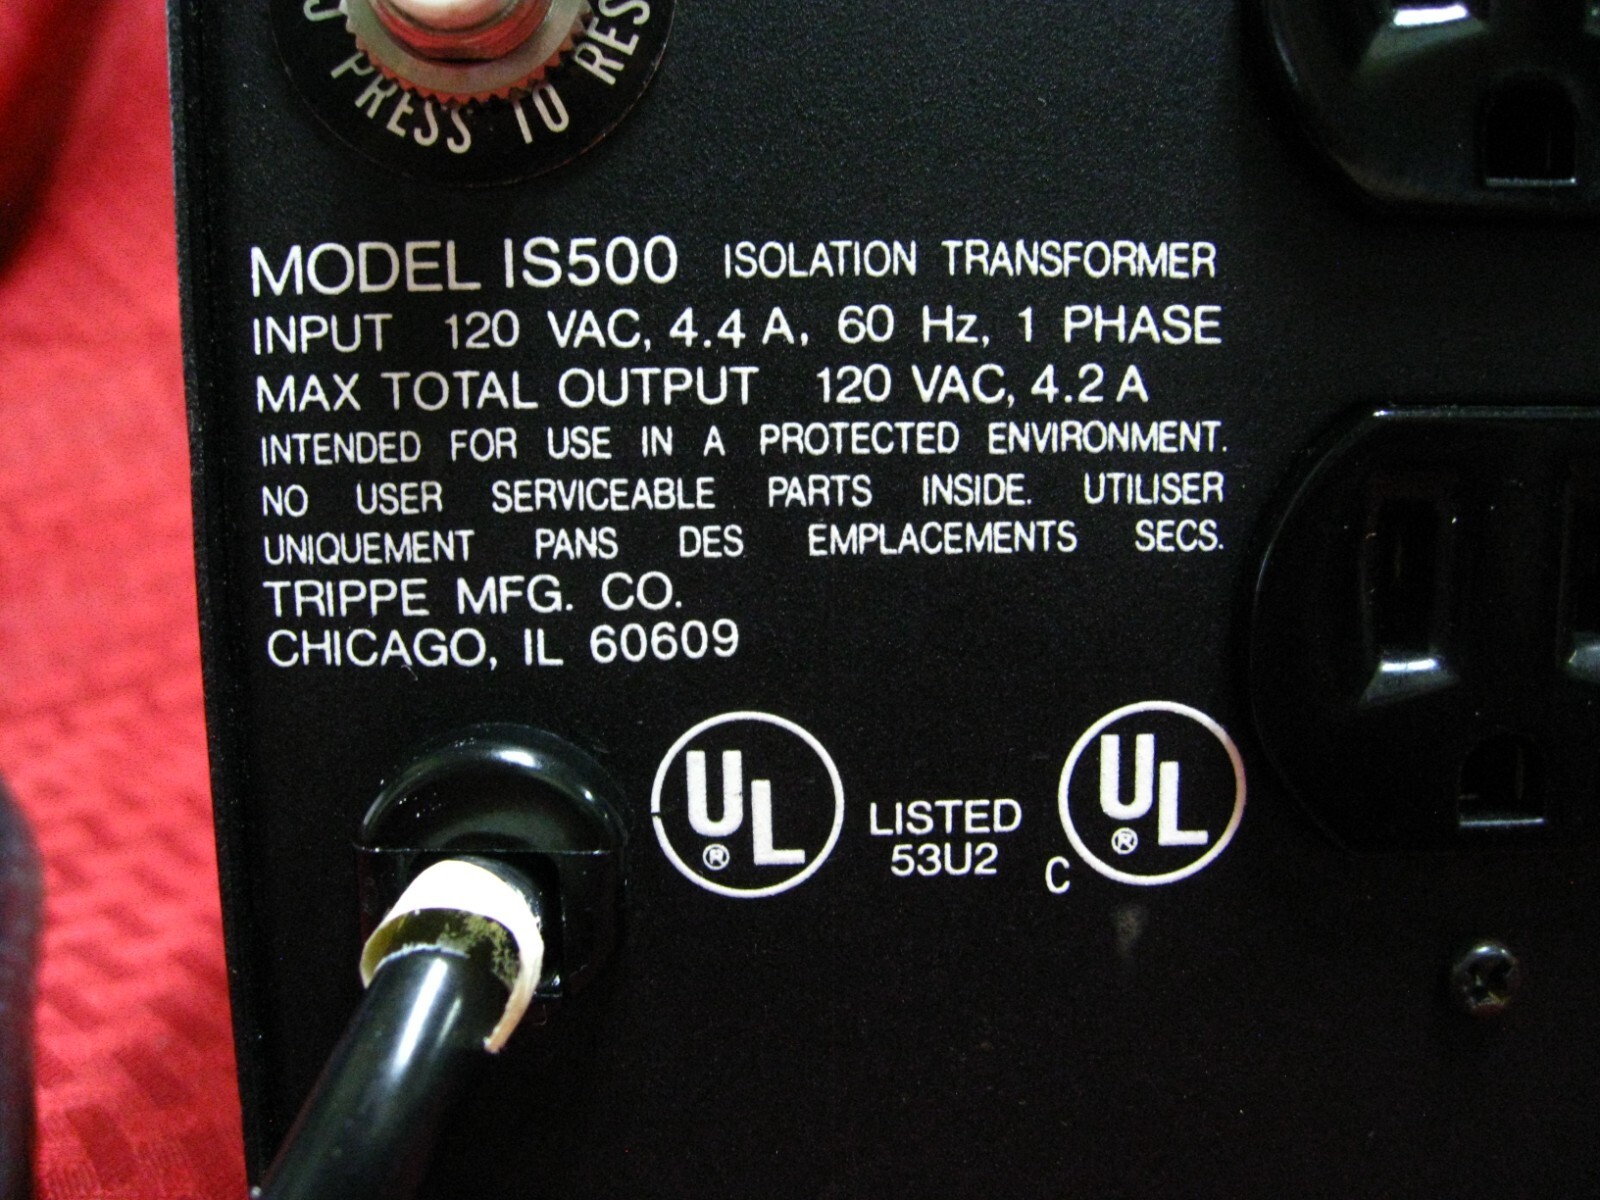 PRESS TO RES
MODEL IS500 ISOLATION TRANSFORMER
INPUT 120 VAC, 4.4 A, 60 Hz, 1 PHASE
MAX TOTAL OUTPUT 120 VAC, 4.2 A
INTENDED FOR USE IN A PROTECTED ENVIRONMENT.
NO USER SERVICEABLE PARTS INSIDE. UTILISER
UNIQUEMENT PANS DES EMPLACEMENTS SECS.
TRIPPE MFG. CO.
CHICAGO, IL 60609
UL ®
LISTED
53U2
C UL ®